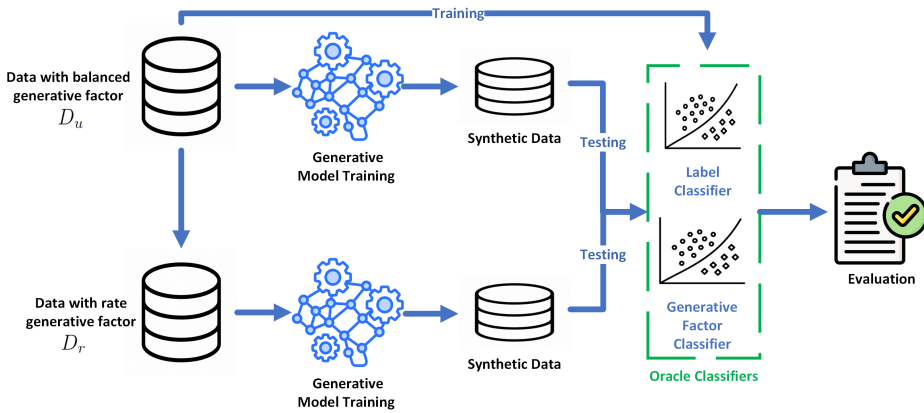 Training
Data with balanced
generative factor
D_u
Generative
Model Training
Synthetic Data
Testing
Label
Classifier
Testing
Data with rate
generative factor
D_r
Generative
Model Training
Synthetic Data
Generative
Factor
Classifier
Oracle Classifiers
Evaluation